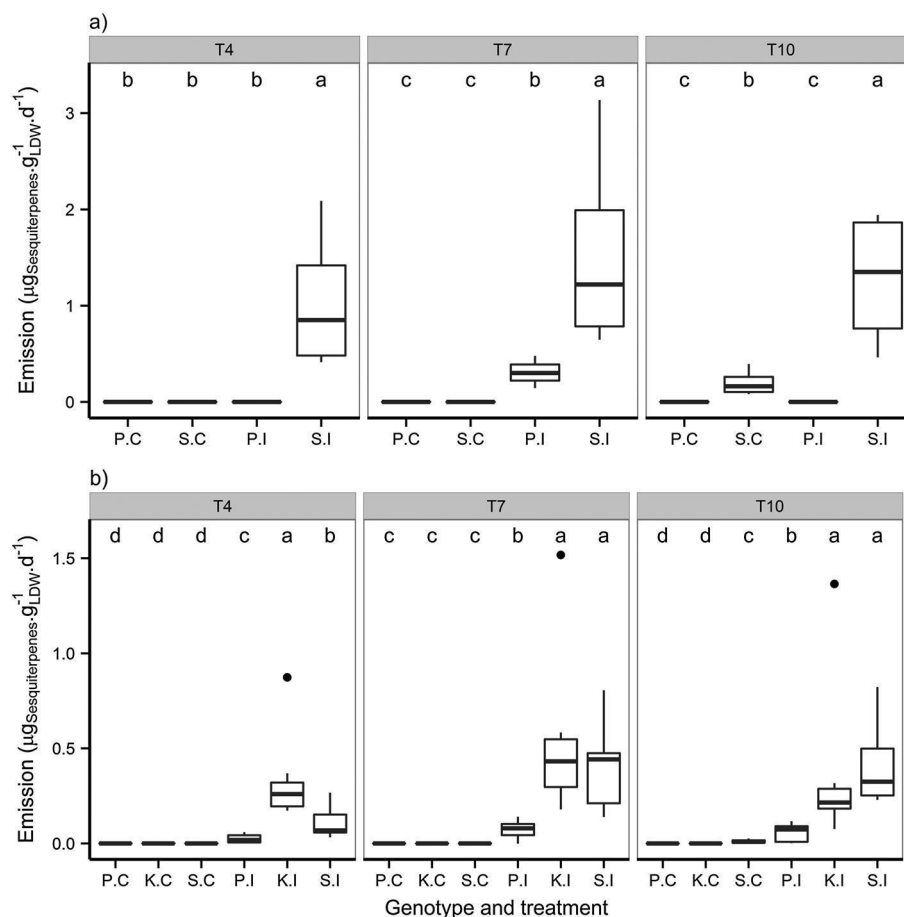 a)
T4 T7 T10
b b b a c c b a c b c a
Emission (μgSesquiterpenes·g⁻¹LDW·d⁻¹)
3
2
1
0
P.C S.C P.I S.I P.C S.C P.I S.I P.C S.C P.I S.I
b)
T4 T7 T10
d d d c a b c c c b a a d d c b a a
Emission (μgSesquiterpenes·g⁻¹LDW·d⁻¹)
1.5
1.0
0.5
0.0
P.C K.C S.C P.I K.I S.I P.C K.C S.C P.I K.I S.I P.C K.C S.C P.I K.I S.I
Genotype and treatment